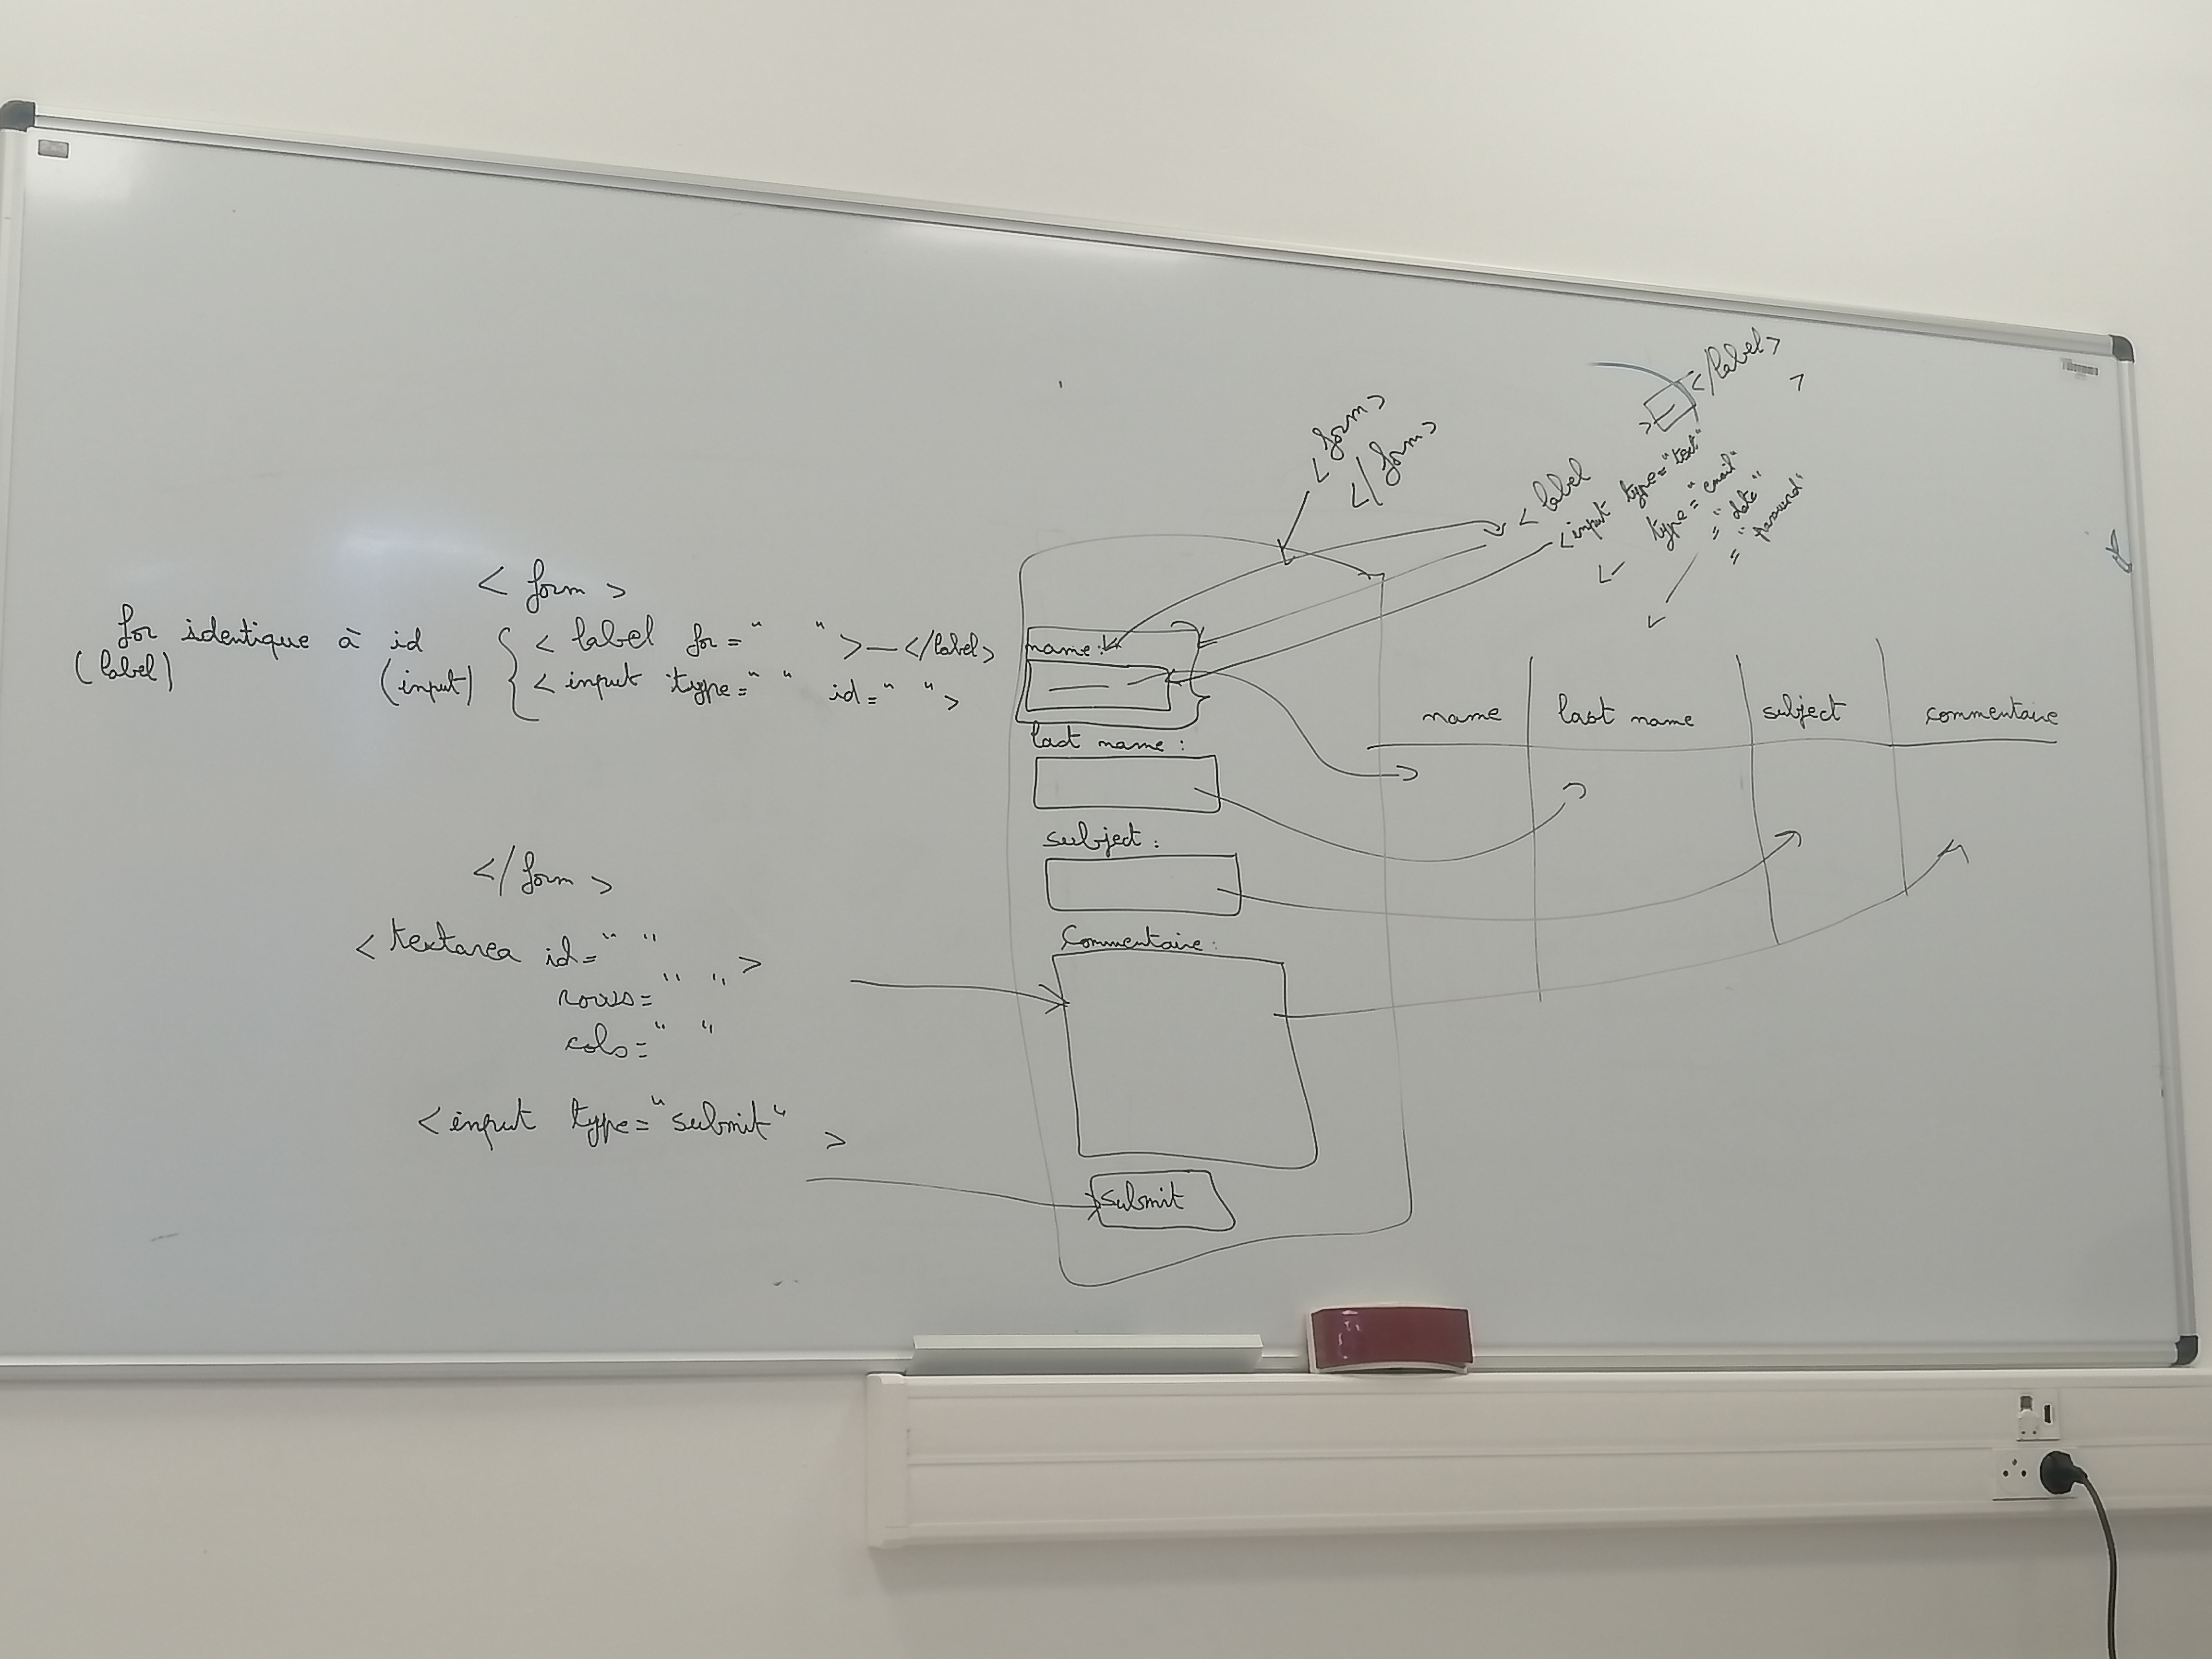 < form >
for identique à id
(label) (input)
< label for=" " >—</label>
< input type=" " id=" " >
</form >
<textarea id=" " >
rows=" "
cols=" "
<input type="submit" >
<form>
</form>
name :
last name :
subject :
Commentaire :
submit
<label > </label>
<input type="text" >
type="email"
="date"
="password"
name last name subject commentaire